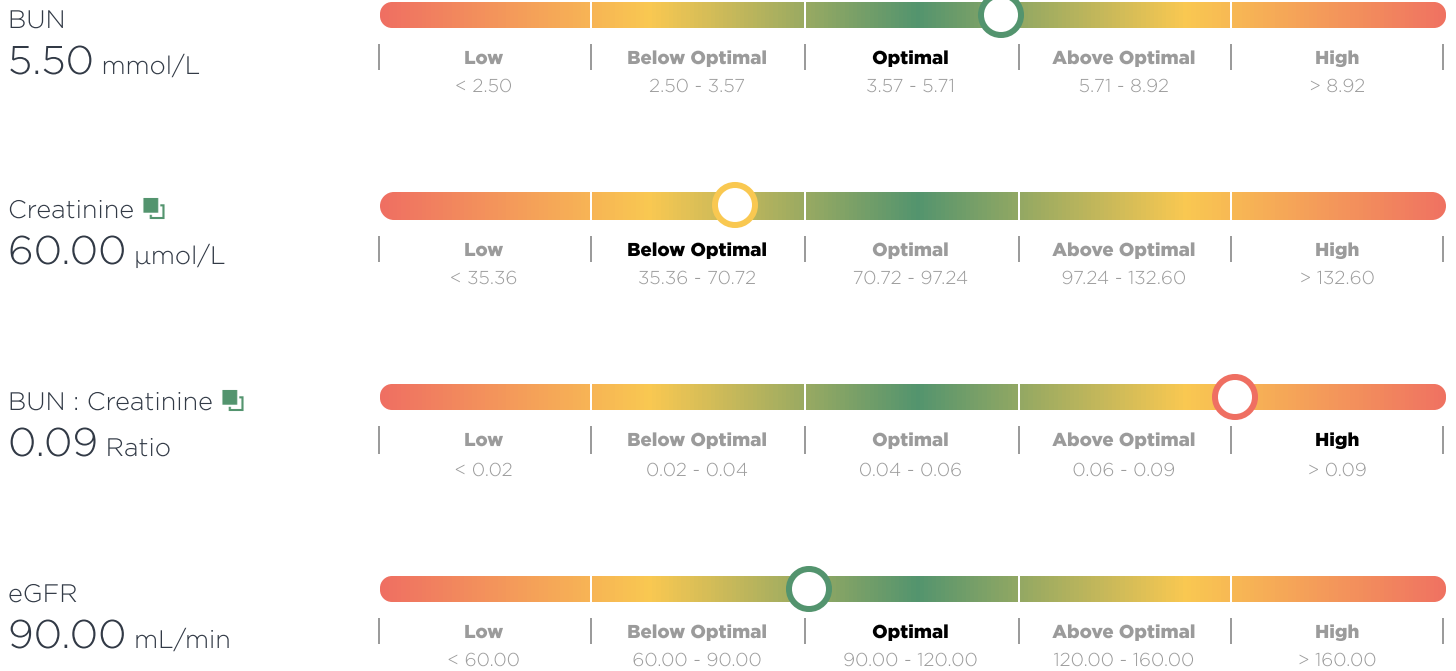 BUN
5.50 mmol/L
Low Below Optimal Optimal Above Optimal High
< 2.50 2.50 - 3.57 3.57 - 5.71 5.71 - 8.92 > 8.92
Creatinine
60.00 µmol/L
Low Below Optimal Optimal Above Optimal High
< 35.36 35.36 - 70.72 70.72 - 97.24 97.24 - 132.60 > 132.60
BUN : Creatinine
0.09 Ratio
Low Below Optimal Optimal Above Optimal High
< 0.02 0.02 - 0.04 0.04 - 0.06 0.06 - 0.09 > 0.09
eGFR
90.00 mL/min
Low Below Optimal Optimal Above Optimal High
< 60.00 60.00 - 90.00 90.00 - 120.00 120.00 - 160.00 > 160.00